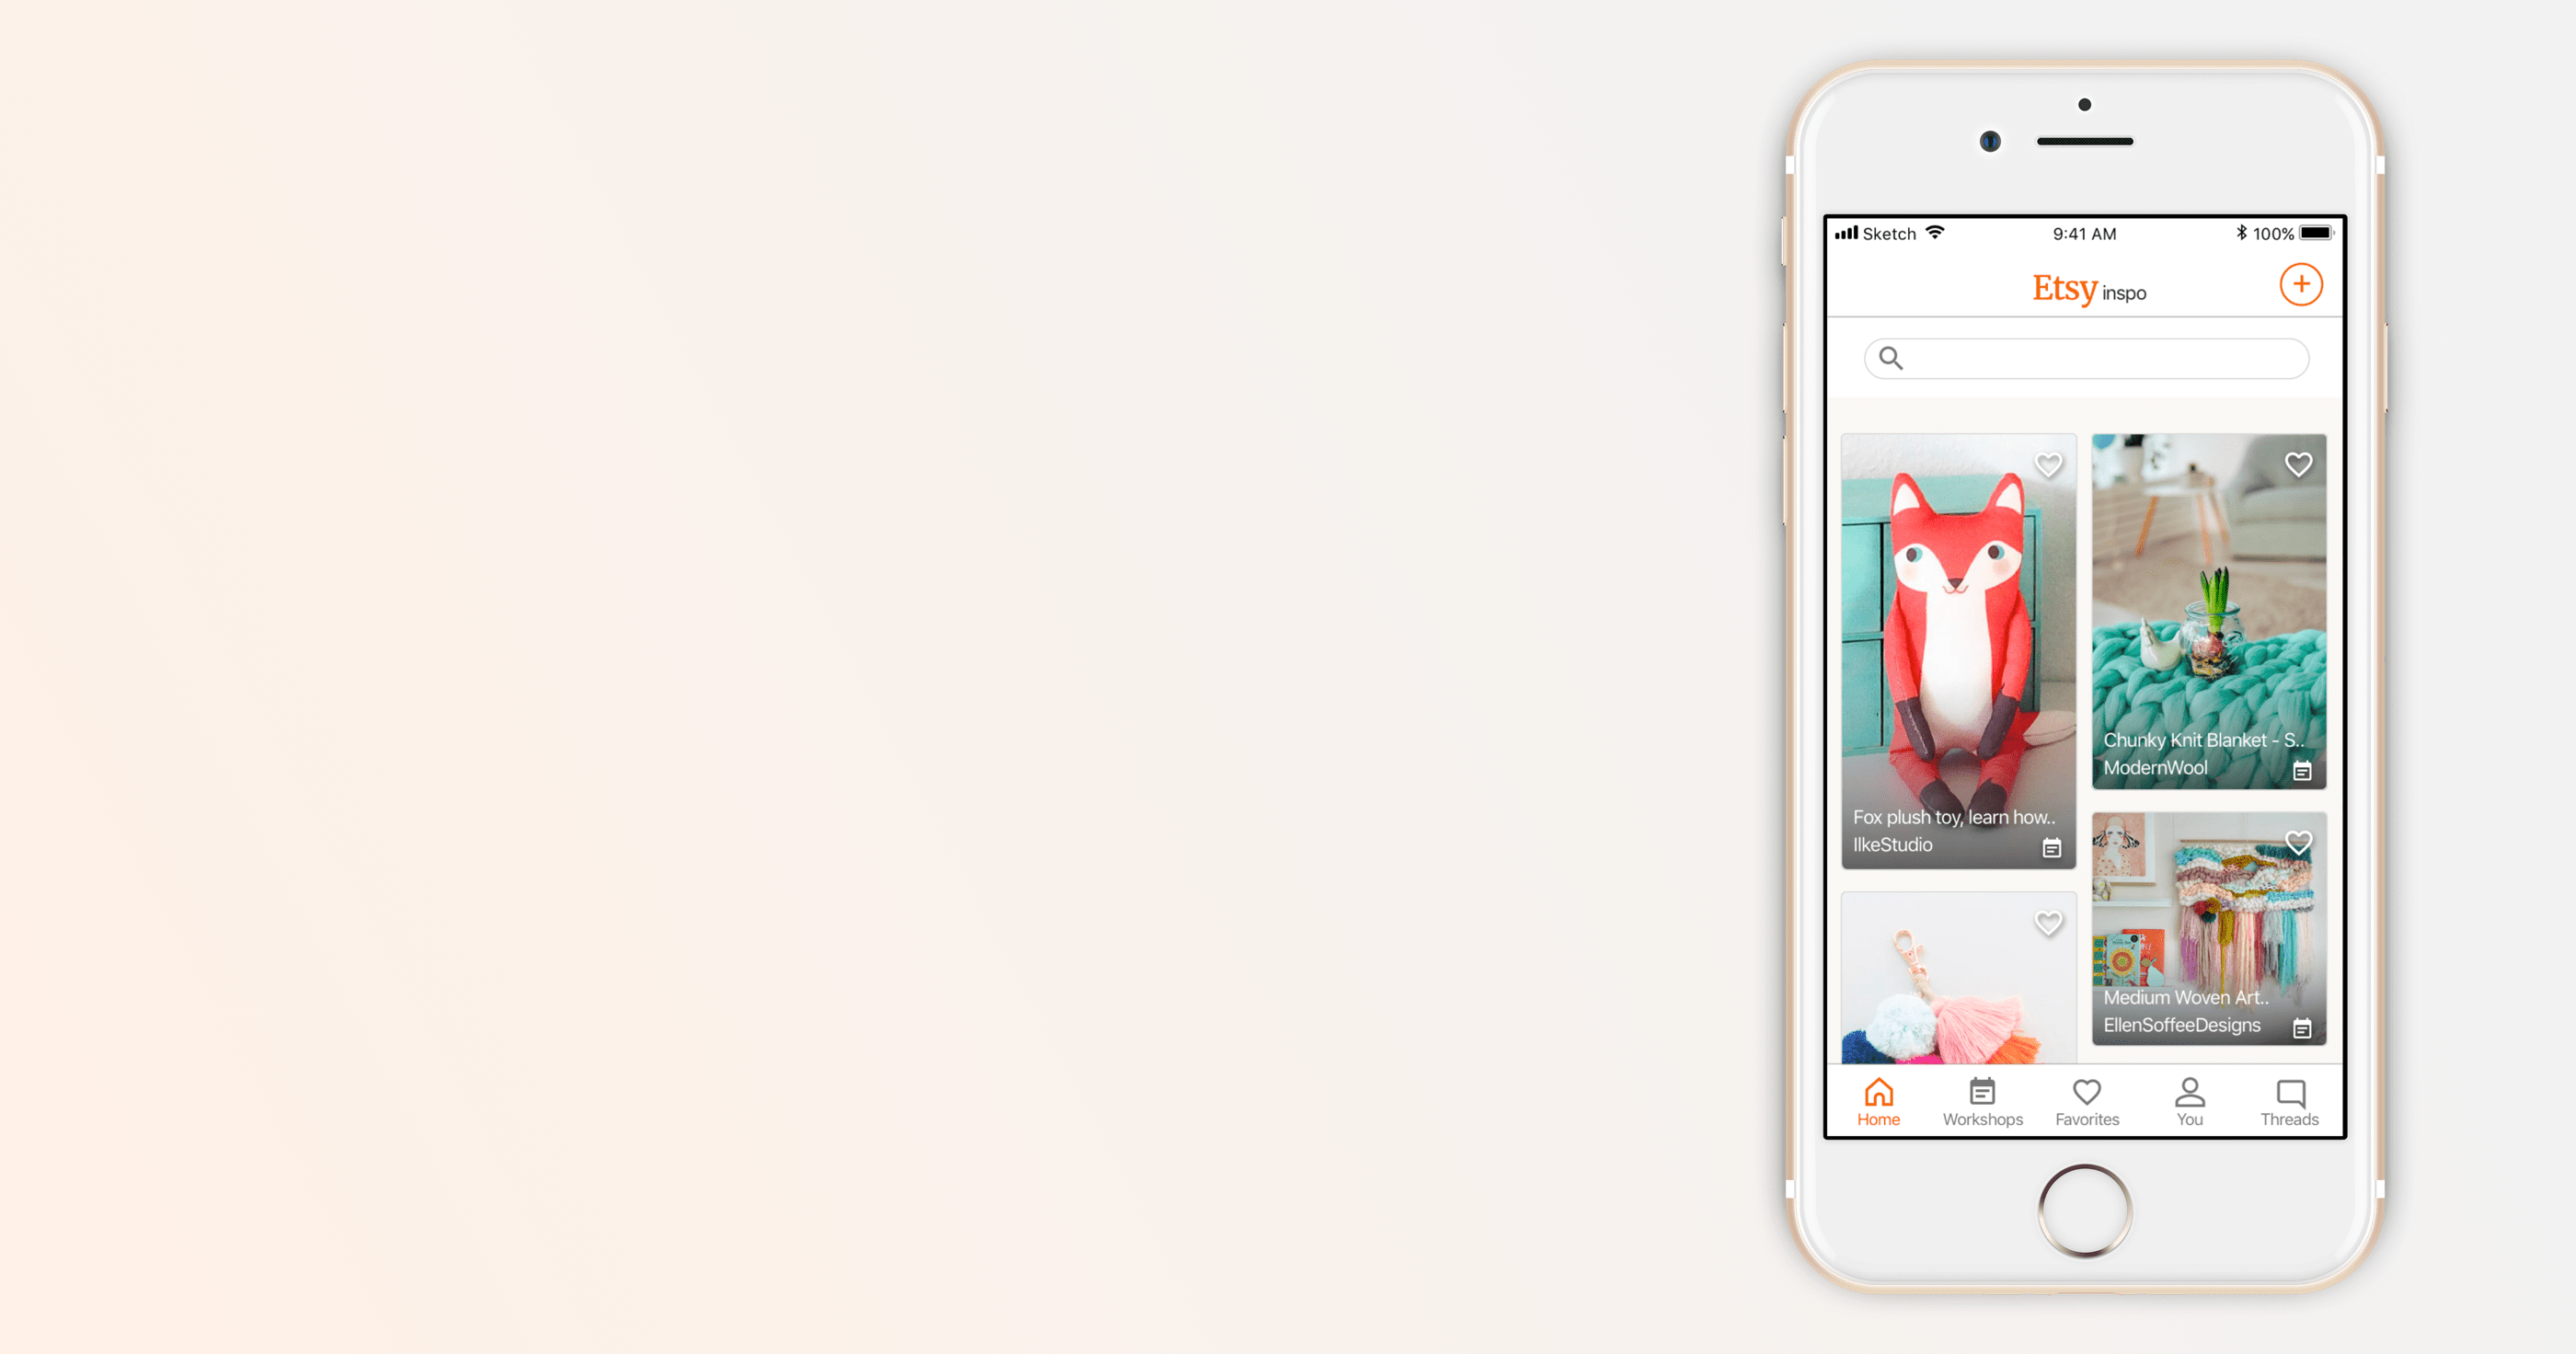 Sketch 9:41 AM 100%
Etsy inspo
Fox plush toy, learn how..
IlkeStudio
Chunky Knit Blanket - S..
ModernWool
Medium Woven Art..
EllenSoffeeDesigns
Home Workshops Favorites You Threads